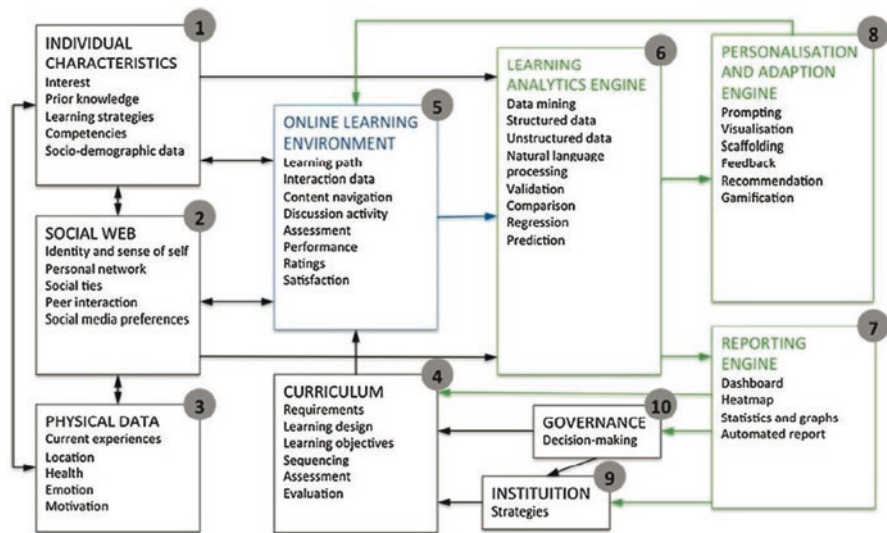 1
INDIVIDUAL
CHARACTERISTICS
Interest
Prior knowledge
Learning strategies
Competencies
Socio-demographic data
2
SOCIAL WEB
Identity and sense of self
Personal network
Social ties
Peer interaction
Social media preferences
3
PHYSICAL DATA
Current experiences
Location
Health
Emotion
Motivation
5
ONLINE LEARNING
ENVIRONMENT
Learning path
Interaction data
Content navigation
Discussion activity
Assessment
Performance
Ratings
Satisfaction
4
CURRICULUM
Requirements
Learning design
Learning objectives
Sequencing
Assessment
Evaluation
6
LEARNING
ANALYTICS ENGINE
Data mining
Structured data
Unstructured data
Natural language
processing
Validation
Comparison
Regression
Prediction
10
GOVERNANCE
Decision-making
9
INSTITUITION
Strategies
8
PERSONALISATION
AND ADAPTION
ENGINE
Prompting
Visualisation
Scaffolding
Feedback
Recommendation
Gamification
7
REPORTING
ENGINE
Dashboard
Heatmap
Statistics and graphs
Automated report